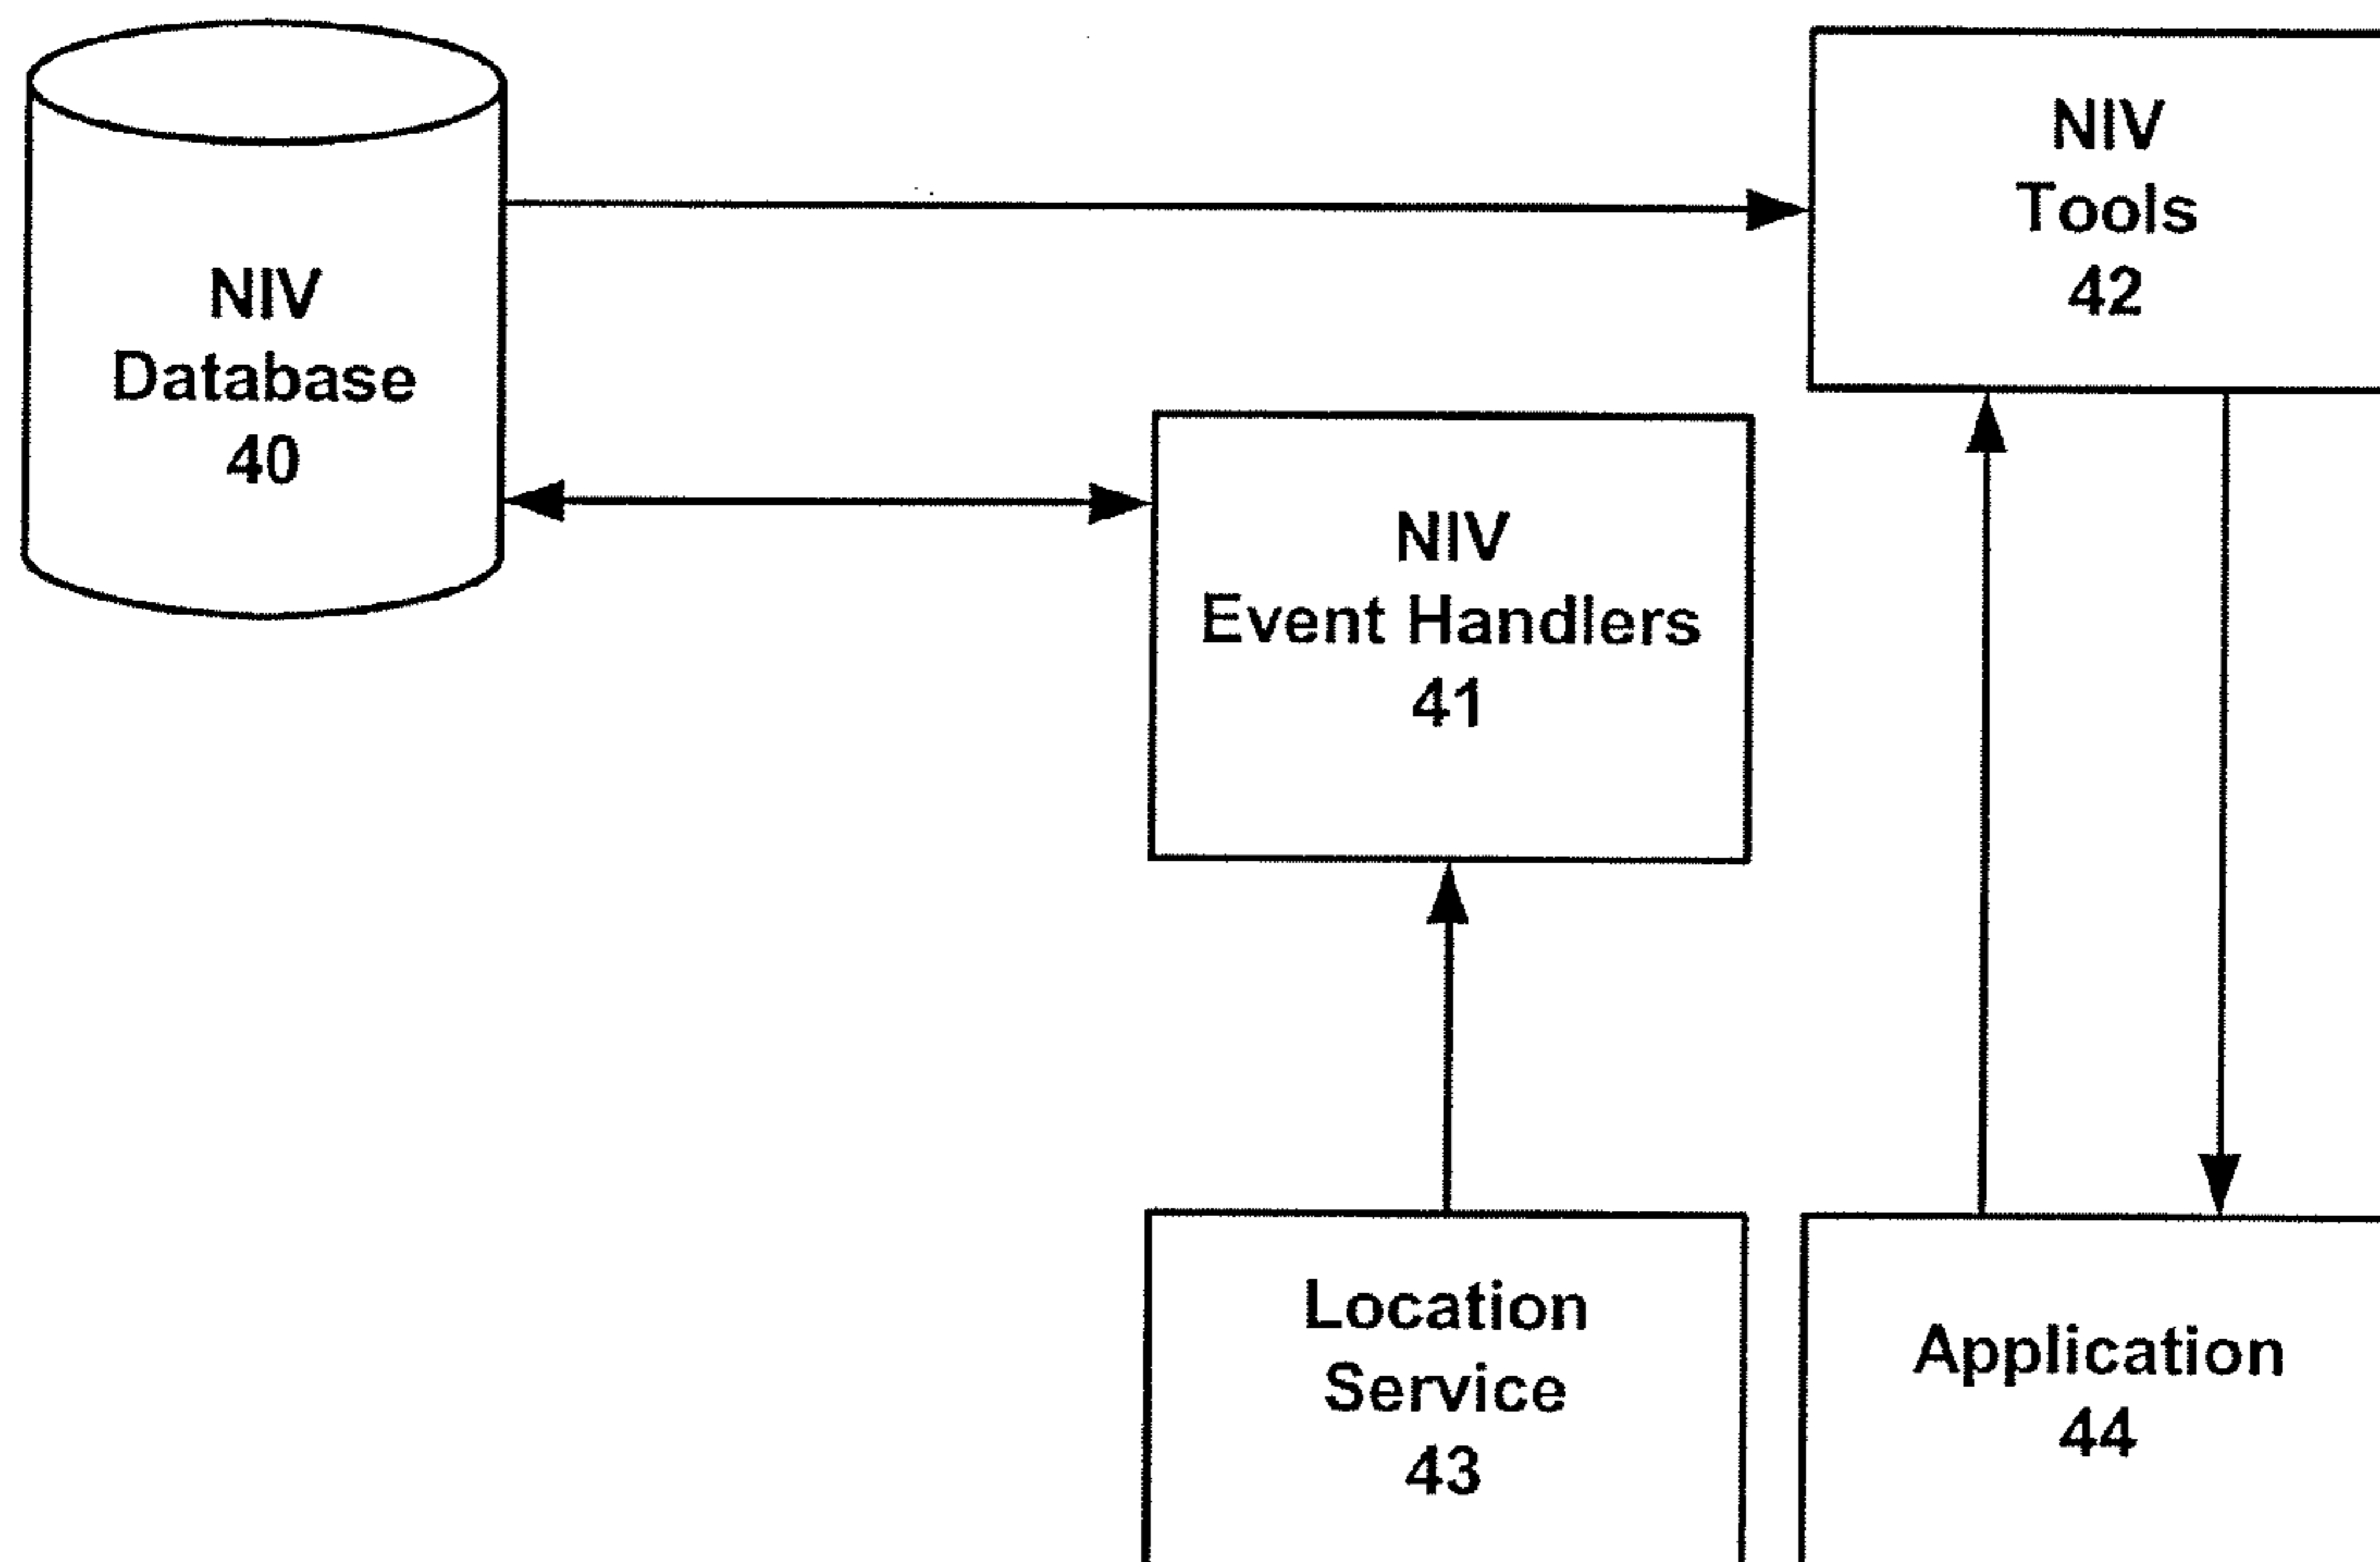 NIV
Database
40
NIV
Tools
42
NIV
Event Handlers
41
Location
Service
43
Application
44